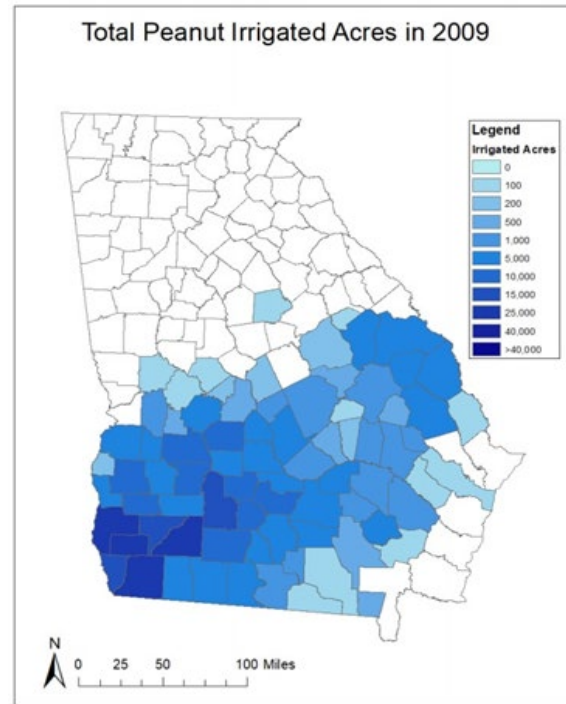 Total Peanut Irrigated Acres in 2009
Legend
Irrigated Acres
0
100
200
500
1,000
5,000
10,000
15,000
25,000
40,000
>40,000
N
0 25 50 100 Miles